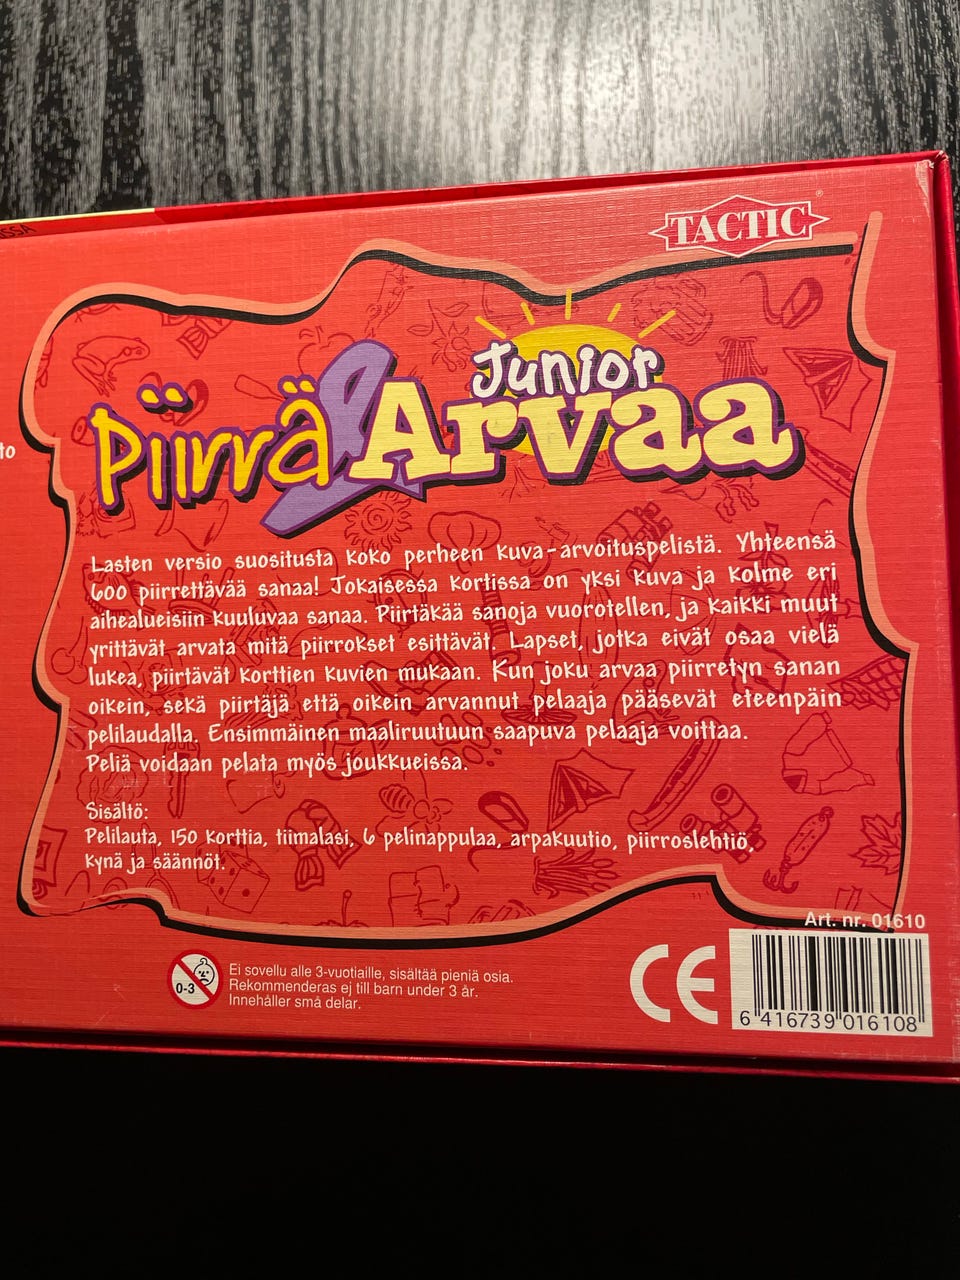 TACTIC
Junior
Piirrä & Arvaa
to
Lasten versio suositusta koko perheen kuva-arvoituspelistä. Yhteensä
600 piirrettävää sanaa! Jokaisessa kortissa on yksi kuva ja kolme eri
aihealueisiin kuuluvaa sanaa. Piirtäkää sanoja vuorotellen, ja kaikki muut
yrittävät arvata mitä piirrokset esittävät. Lapset, jotka eivät osaa vielä
lukea, piirtävät korttien kuvien mukaan. Kun joku arvaa piirretyn sanan
oikein, sekä piirtäjä että oikein arvannut pelaaja pääsevät eteenpäin
pelilaudalla. Ensimmäinen maaliruutuun saapuva pelaaja voittaa.
Peliä voidaan pelata myös joukkueissa.
Sisältö:
Pelilauta, 150 korttia, tiimalasi, 6 pelinappulaa, arpakuutio, piirroslehtiö,
kynä ja säännöt.
Art. nr. 01610
0-3
Ei sovellu alle 3-vuotiaille, sisältää pieniä osia.
Rekommenderas ej till barn under 3 år.
Innehåller små delar.
CE
6 416739 016108